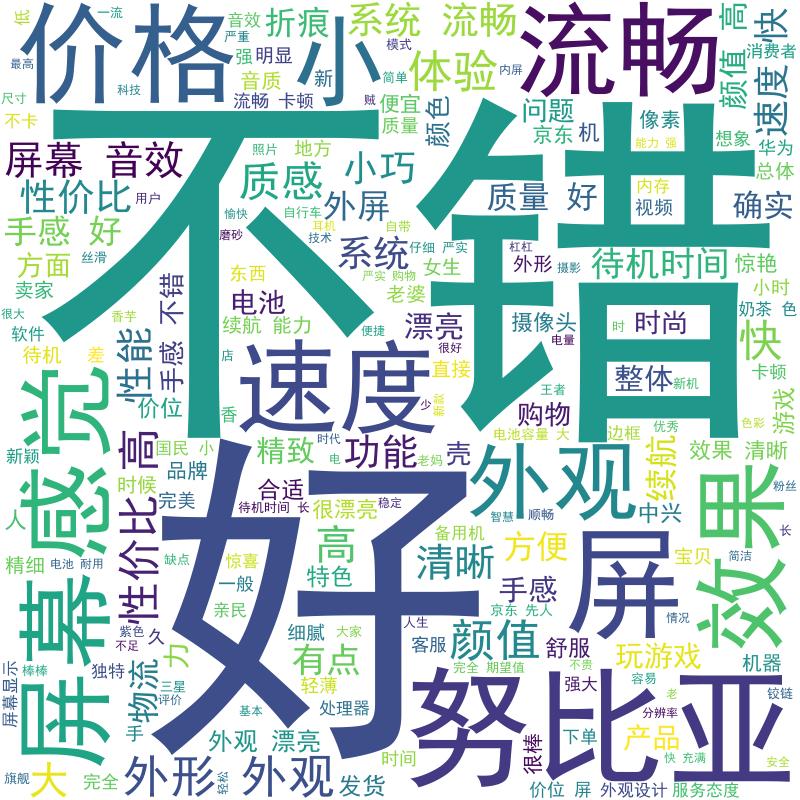 低
一流
音效
严重
折痕
系统 流畅
流畅
高
快
消费者
最高
价格
小
强
明显
模式
颜值
科技
音质
新
体验
简单
内屏
速度
尺寸
流畅 卡顿
贼
便宜
不卡
质量
颜色
问题
像素
京东
机
想象
华为
屏幕 音效
照片
地方
小巧
能力 强
总体
不错
质感
性价比
用户
愉快
自行车
外屏
自带
质量 好
内存
视频
确实
手感 好
磨砂
耳机
技术
系统
仔细 严实
杠杠
方面
丝滑
东西
严实 购物
女生
外形
摄影
待机时间
惊艳
卖家
电池
老婆
小时
很大
香芋
不错
续航 能力
便捷
漂亮
摄像头
时
时尚
奶茶 色
软件
性能
手感
店
很好
电量
快
待机
差
速度
直接
整体
新机
卡顿
价位
香
少
王者
购物
游戏
感觉
高
国民 小
精致
时代
功能
电池容量 大
边框
优秀
色彩
新颖
品牌
电
老妈
壳
外观
续航
效果 清晰
时候
合适
稳定
人
性价比
完美
待机时间 长
很漂亮
智慧
顺畅
中兴
粉丝
好
高
备用机
效果
长
精细
电池 耐用
缺点
惊喜
清晰
方便
屏
宝贝
简洁
屏幕
一般
特色
手感
紫色
久
亲民
京东 先人
情况
不足
力
细腻
大家
人生
客服
颜值
舒服
玩游戏
机器
棒棒
独特
物流
有点
完全 期望值
不贵
屏幕显示
三星
轻薄
强大
容易
铰链
评价
处理器
努比亚
老
手
基本
分辨率
外观 漂亮
时间
很棒
下单
产品
快 充满
安全
旗舰
大
完全
外形
轻松
外观
发货
价位 屏
外观设计
服务态度